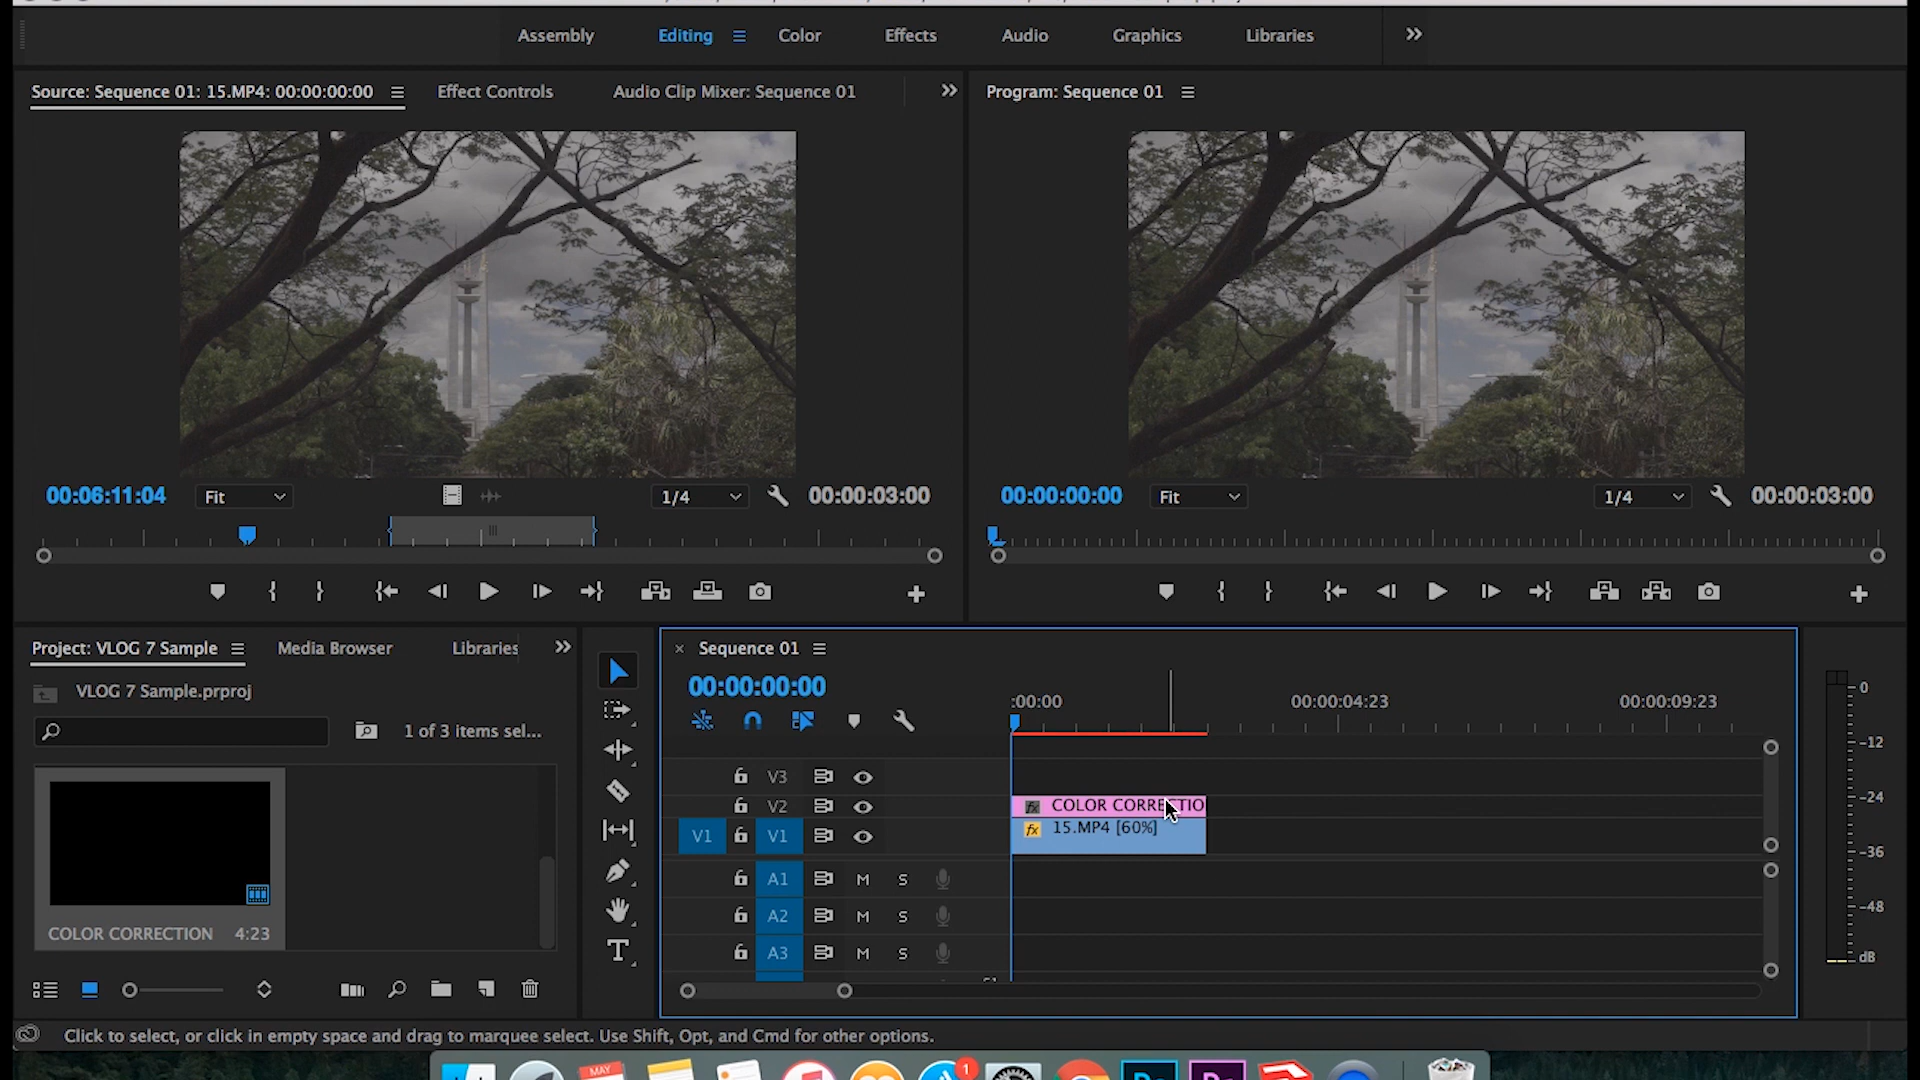 Assembly Editing Color Effects Audio Graphics Libraries
Source: Sequence 01: 15.MP4: 00:00:00:00 Effect Controls Audio Clip Mixer: Sequence 01
Program: Sequence 01
00:06:11:04 Fit 1/4 00:00:03:00
00:00:00:00 Fit 1/4 00:00:03:00
Project: VLOG 7 Sample Media Browser Libraries
VLOG 7 Sample.prproj
1 of 3 items sel...
COLOR CORRECTION 4:23
Sequence 01
00:00:00:00
:00:00 00:00:04:23 00:00:09:23
V3
V2 fx COLOR CORRECTIO
V1 V1 fx 15.MP4 [60%]
A1 M S
A2 M S
A3 M S
0
-12
-24
-36
-48
dB
Click to select, or click in empty space and drag to marquee select. Use Shift, Opt, and Cmd for other options.
MAY
1